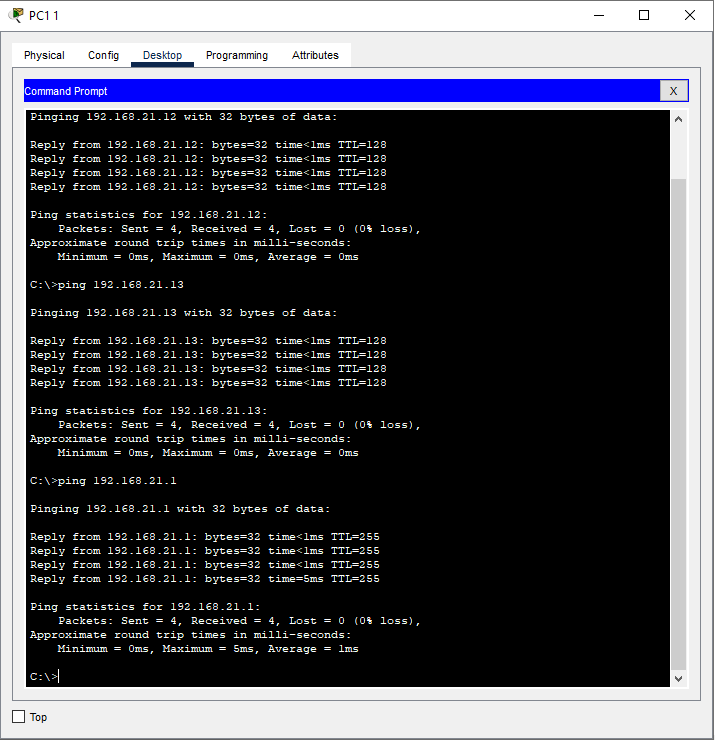 PC1 1
Physical Config Desktop Programming Attributes
Command Prompt X
Pinging 192.168.21.12 with 32 bytes of data:
Reply from 192.168.21.12: bytes=32 time<1ms TTL=128
Reply from 192.168.21.12: bytes=32 time<1ms TTL=128
Reply from 192.168.21.12: bytes=32 time<1ms TTL=128
Reply from 192.168.21.12: bytes=32 time<1ms TTL=128
Ping statistics for 192.168.21.12:
Packets: Sent = 4, Received = 4, Lost = 0 (0% loss),
Approximate round trip times in milli-seconds:
Minimum = 0ms, Maximum = 0ms, Average = 0ms
C:\>ping 192.168.21.13
Pinging 192.168.21.13 with 32 bytes of data:
Reply from 192.168.21.13: bytes=32 time<1ms TTL=128
Reply from 192.168.21.13: bytes=32 time<1ms TTL=128
Reply from 192.168.21.13: bytes=32 time<1ms TTL=128
Reply from 192.168.21.13: bytes=32 time<1ms TTL=128
Ping statistics for 192.168.21.13:
Packets: Sent = 4, Received = 4, Lost = 0 (0% loss),
Approximate round trip times in milli-seconds:
Minimum = 0ms, Maximum = 0ms, Average = 0ms
C:\>ping 192.168.21.1
Pinging 192.168.21.1 with 32 bytes of data:
Reply from 192.168.21.1: bytes=32 time<1ms TTL=255
Reply from 192.168.21.1: bytes=32 time<1ms TTL=255
Reply from 192.168.21.1: bytes=32 time<1ms TTL=255
Reply from 192.168.21.1: bytes=32 time=5ms TTL=255
Ping statistics for 192.168.21.1:
Packets: Sent = 4, Received = 4, Lost = 0 (0% loss),
Approximate round trip times in milli-seconds:
Minimum = 0ms, Maximum = 5ms, Average = 1ms
C:\>
Top